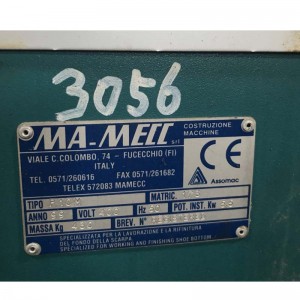 3056
MA-MECC srl
COSTRUZIONE
MACCHINE
VIALE C.COLOMBO, 74 - FUCECCHIO (FI)
ITALY
TEL. 0571/260616 FAX 0571/261682
TELEX 572083 MAMECC
CE
Assomac
TIPO MATRIC.
ANNO VOLT Hz POT. INST. Kw
MASSA Kg BREV. N°
SPECIALIZZATA PER LA LAVORAZIONE E LA RIFINITURA
DEL FONDO DELLA SCARPA
SPECIALIZED FOR WORKING AND FINISHING SHOE BOTTOM